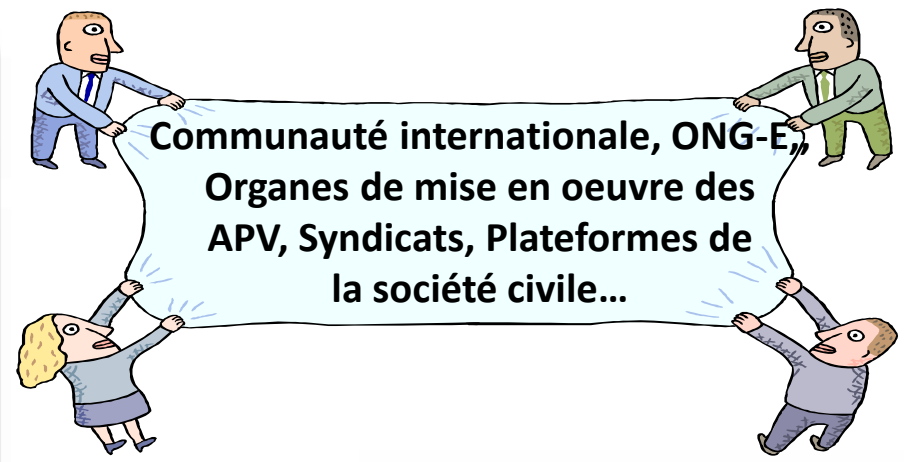 Communauté internationale, ONG-E,,
Organes de mise en oeuvre des
APV, Syndicats, Plateformes de
la société civile…